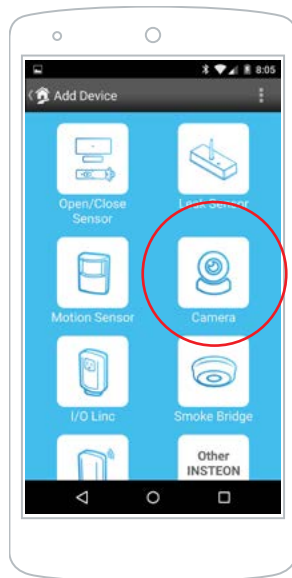 8:05
Add Device
Open/Close
Sensor
Leak Sensor
Motion Sensor
Camera
I/O Linc
Smoke Bridge
Other
INSTEON